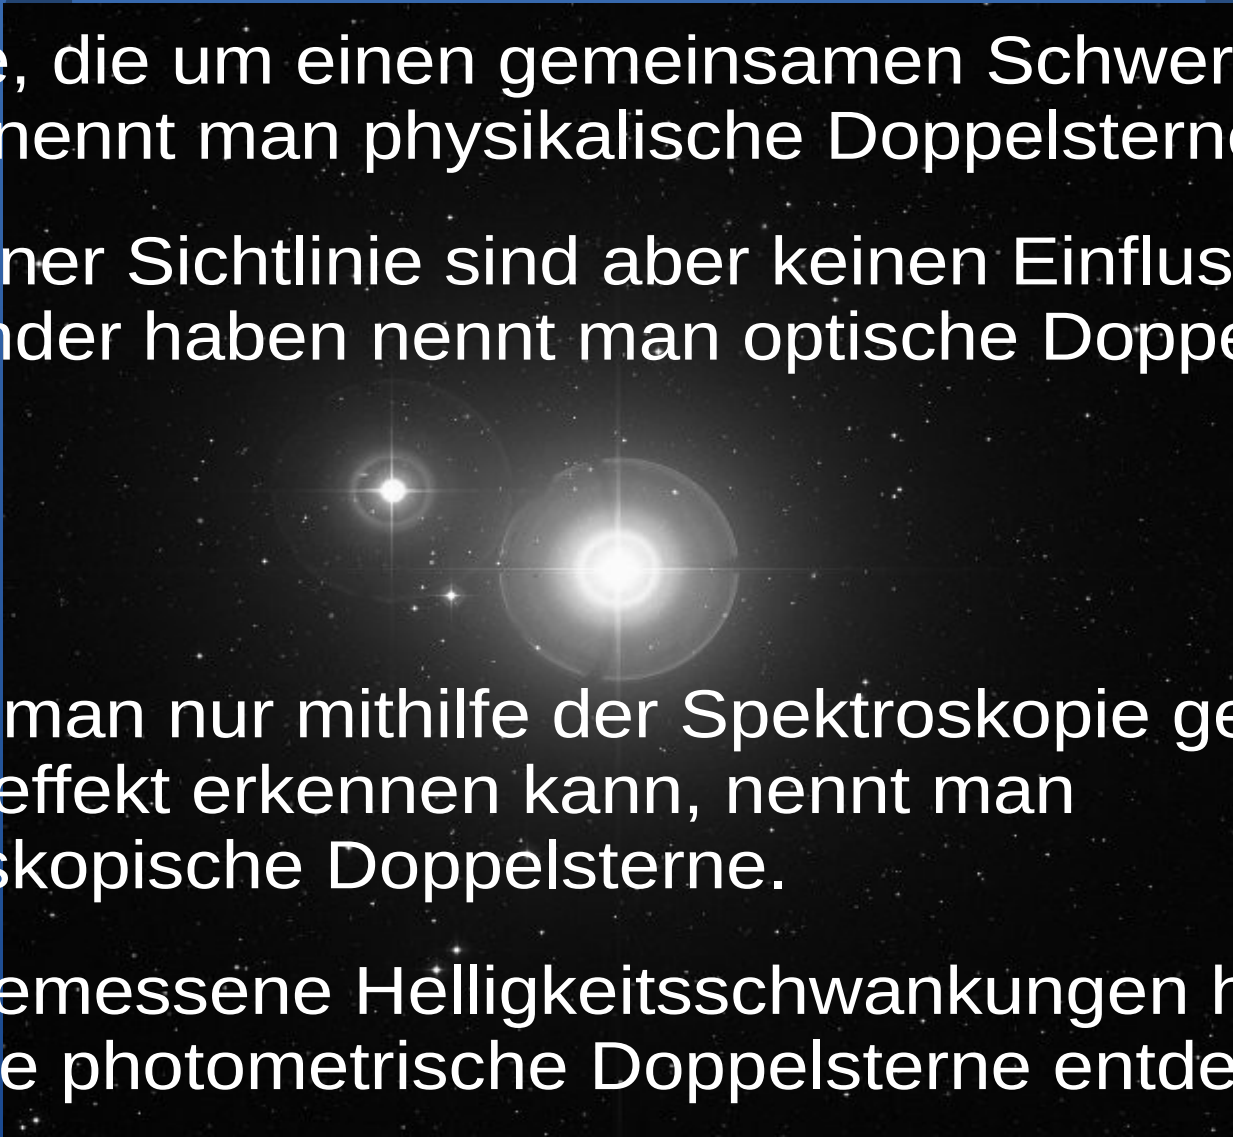 e, die um einen gemeinsamen Schwer
nennt man physikalische Doppelsterne
ner Sichtlinie sind aber keinen Einflus
nder haben nennt man optische Doppe
man nur mithilfe der Spektroskopie ge
effekt erkennen kann, nennt man
skopische Doppelsterne.
emessene Helligkeitsschwankungen h
e photometrische Doppelsterne entde